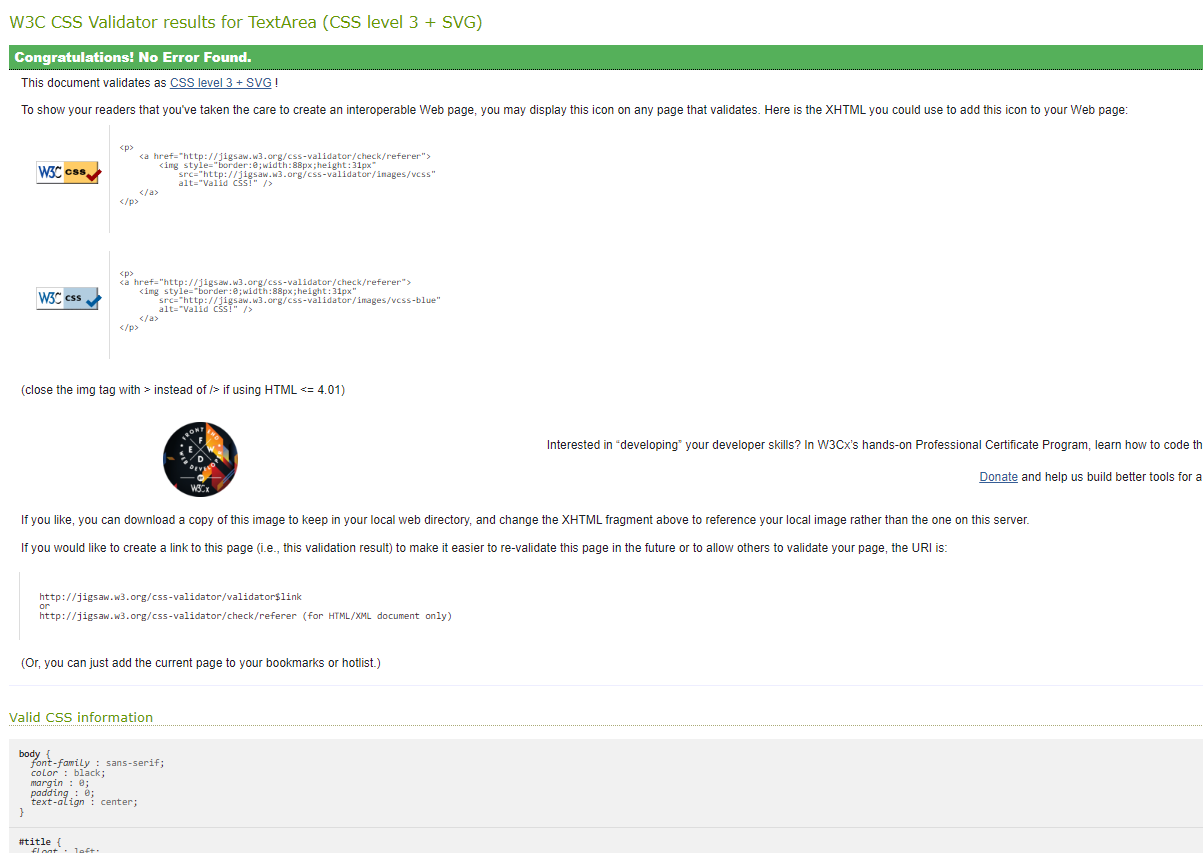 W3C CSS Validator results for TextArea (CSS level 3 + SVG)
Congratulations! No Error Found.
This document validates as CSS level 3 + SVG !
To show your readers that you've taken the care to create an interoperable Web page, you may display this icon on any page that validates. Here is the XHTML you could use to add this icon to your Web page:
W3C css
<p>
<a href="http://jigsaw.w3.org/css-validator/check/referer">
<img style="border:0;width:88px;height:31px"
src="http://jigsaw.w3.org/css-validator/images/vcss"
alt="Valid CSS!" />
</a>
</p>
W3C css
<p>
<a href="http://jigsaw.w3.org/css-validator/check/referer">
<img style="border:0;width:88px;height:31px"
src="http://jigsaw.w3.org/css-validator/images/vcss-blue"
alt="Valid CSS!" />
</a>
</p>
(close the img tag with > instead of /> if using HTML <= 4.01)
FRONT END
WEB DEVELOPER
F
E W
D
W3Cx
Interested in “developing” your developer skills? In W3Cx's hands-on Professional Certificate Program, learn how to code th
Donate and help us build better tools for a
If you like, you can download a copy of this image to keep in your local web directory, and change the XHTML fragment above to reference your local image rather than the one on this server.
If you would like to create a link to this page (i.e., this validation result) to make it easier to re-validate this page in the future or to allow others to validate your page, the URI is:
http://jigsaw.w3.org/css-validator/validator$link
or
http://jigsaw.w3.org/css-validator/check/referer (for HTML/XML document only)
(Or, you can just add the current page to your bookmarks or hotlist.)
Valid CSS information
body {
font-family : sans-serif;
color : black;
margin : 0;
padding : 0;
text-align : center;
}
#title {
float : left;